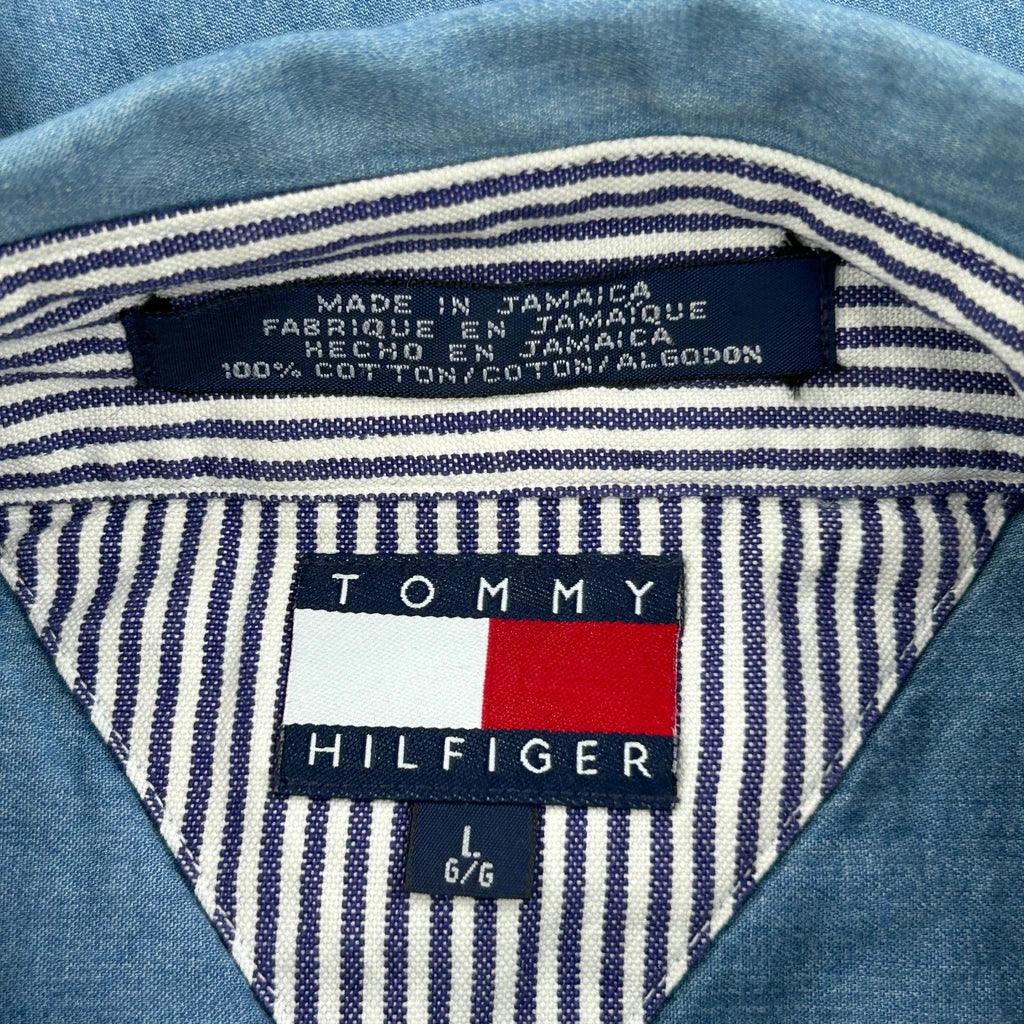 MADE IN JAMAICA
FABRIQUE EN JAMAIQUE
HECHO EN JAMAICA
100% COTTON/COTON/ALGODON
TOMMY
HILFIGER
L
G/G